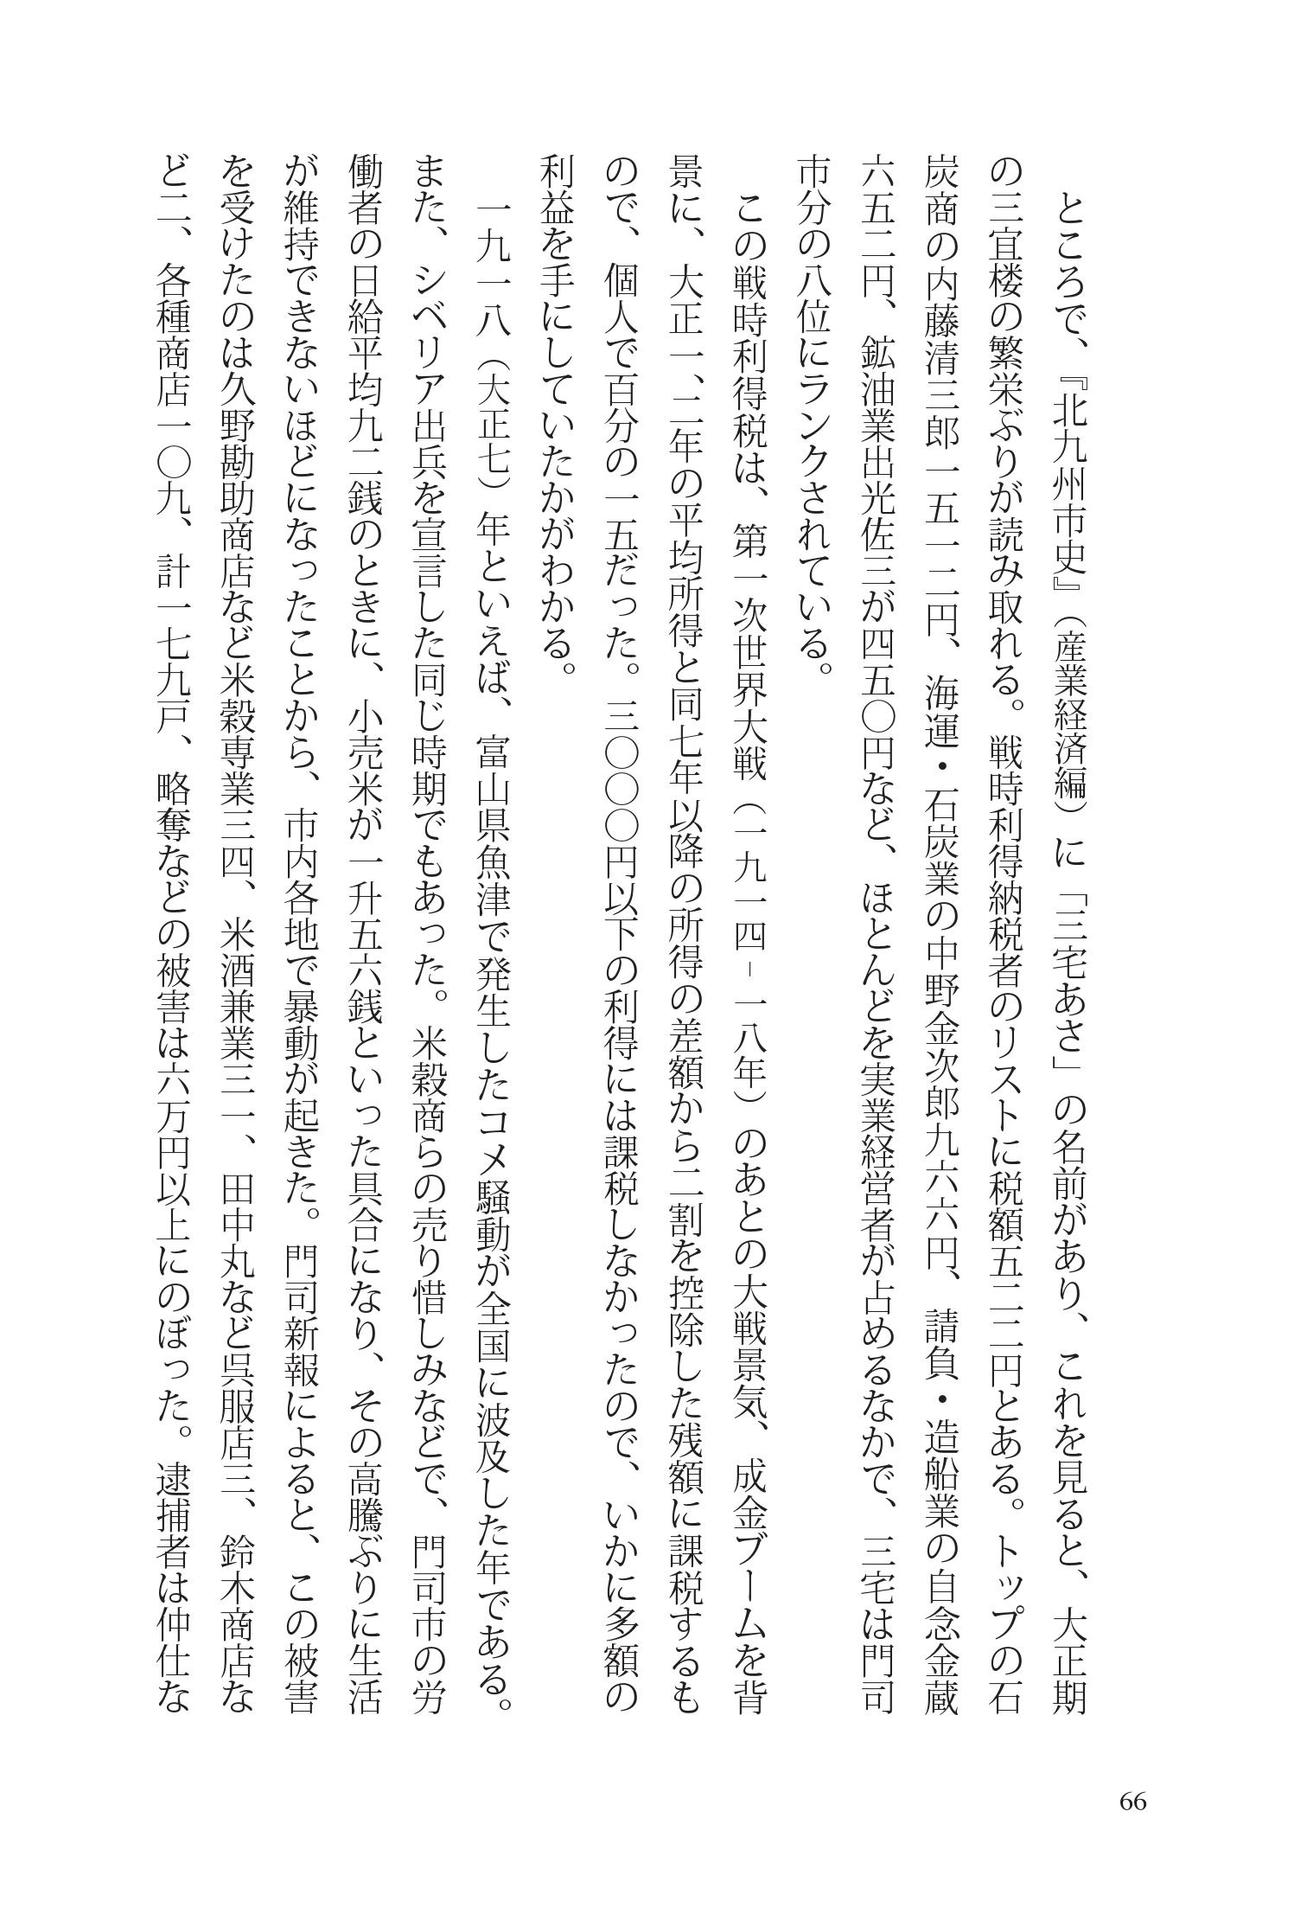 ところで、『北九州市史』（産業経済編）に「三宅あさ」の名前があり、これを見ると、大正期
の三宜楼の繁栄ぶりが読み取れる。戦時利得納税者のリストに税額五二二円とある。トップの石
炭商の内藤清三郎一五一二円、海運・石炭業の中野金次郎九六六円、請負・造船業の自念金蔵
六五二円、鉱油業出光佐三が四五〇円など、ほとんどを実業経営者が占めるなかで、三宅は門司
市分の八位にランクされている。
この戦時利得税は、第一次世界大戦（一九一四－一八年）のあとの大戦景気、成金ブームを背
景に、大正一、二年の平均所得と同七年以降の所得の差額から二割を控除した残額に課税するも
ので、個人で百分の一五だった。三〇〇〇円以下の利得には課税しなかったので、いかに多額の
利益を手にしていたかがわかる。
一九一八（大正七）年といえば、富山県魚津で発生したコメ騒動が全国に波及した年である。
また、シベリア出兵を宣言した同じ時期でもあった。米穀商らの売り惜しみなどで、門司市の労
働者の日給平均九二銭のときに、小売米が一升五六銭といった具合になり、その高騰ぶりに生活
が維持できないほどになったことから、市内各地で暴動が起きた。門司新報によると、この被害
を受けたのは久野勘助商店など米穀専業三四、米酒兼業三一、田中丸など呉服店三、鈴木商店な
ど二、各種商店一〇九、計一七九戸、略奪などの被害は六万円以上にのぼった。逮捕者は仲仕な
66